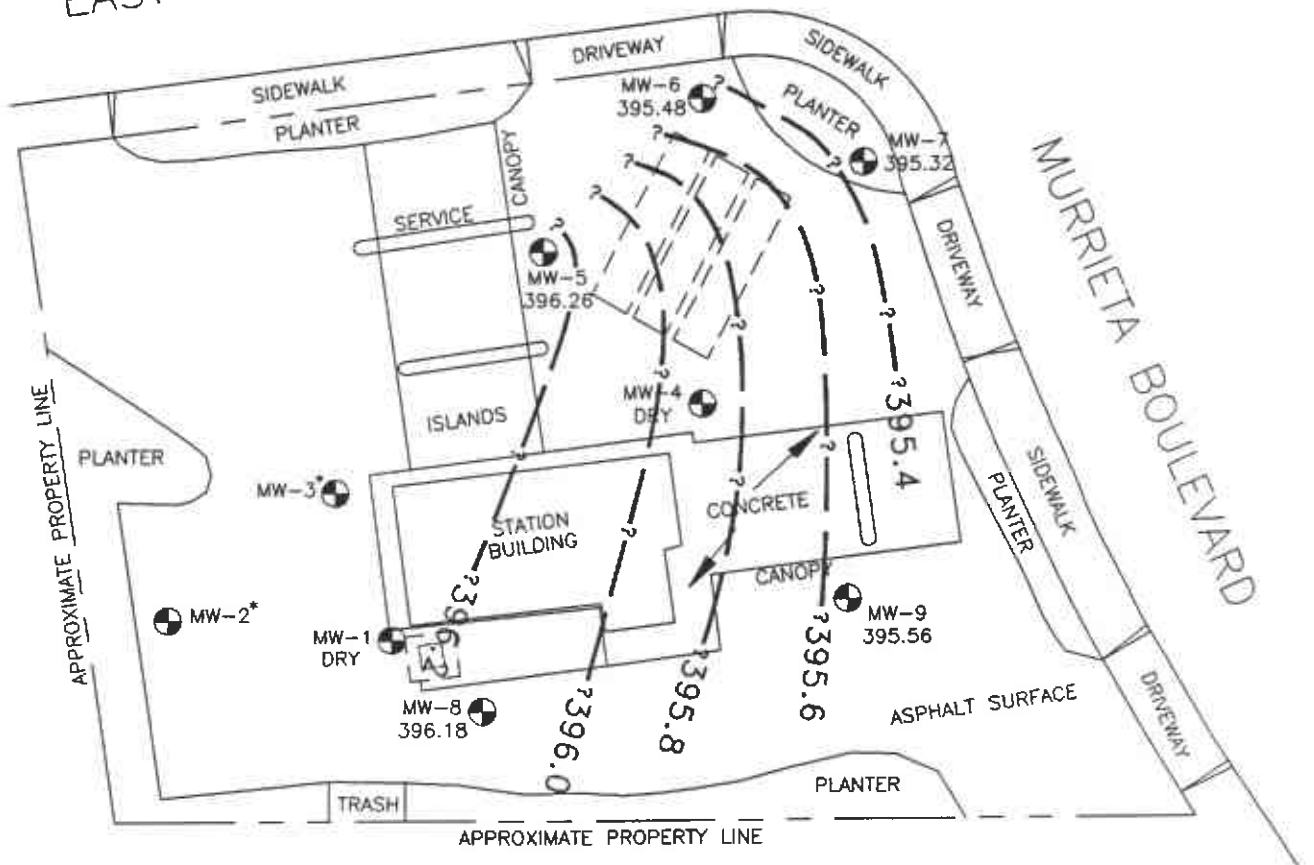 EAST
SIDEWALK
DRIVEWAY
SIDEWALK
PLANTER
MW-6
395.48
PLANTER
MW-7
395.32
CANOPY
SERVICE
MW-5
396.26
DRIVEWAY
MURRIETA BOULEVARD
ISLANDS
MW-4
DRY
395.4
APPROXIMATE PROPERTY LINE
PLANTER
MW-3*
STATION
BUILDING
CONCRETE
SIDEWALK
PLANTER
CANOPY
MW-2*
MW-1
DRY
396.2
MW-9
395.56
MW-8
396.18
396.0
395.8
395.6
ASPHALT SURFACE
DRIVEWAY
TRASH
PLANTER
APPROXIMATE PROPERTY LINE